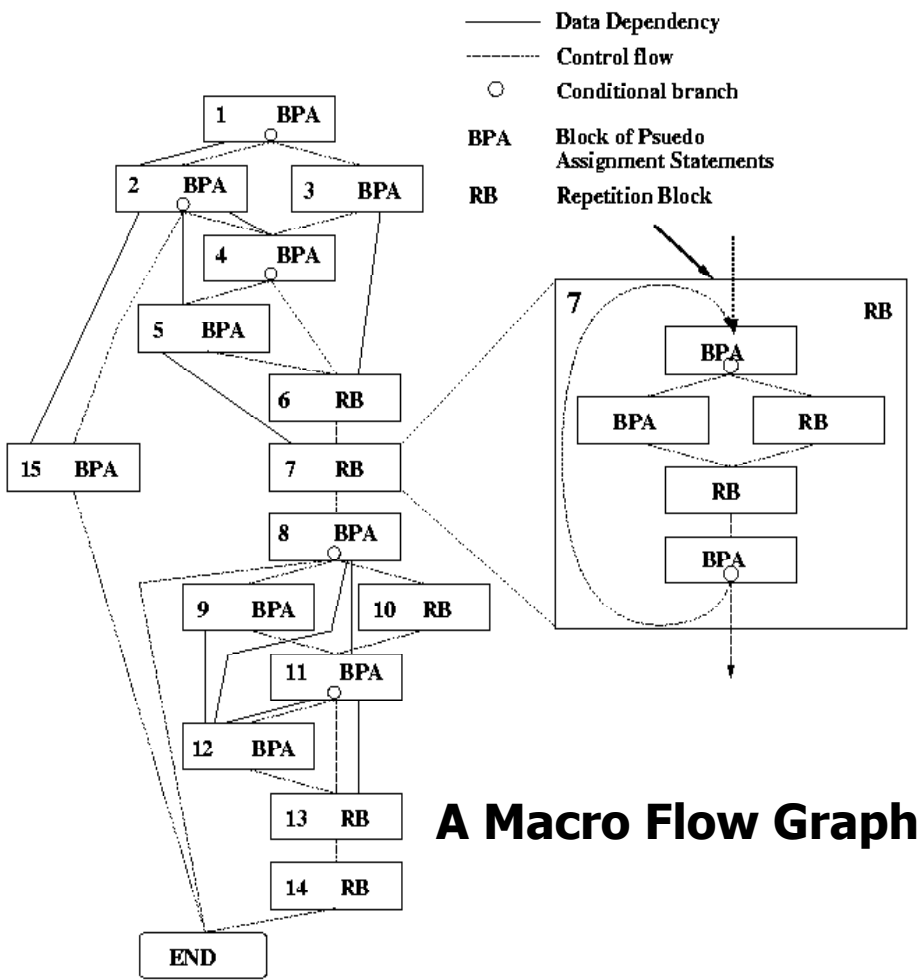 Data Dependency
Control flow
Conditional branch
BPA Block of Psuedo
Assignment Statements
RB Repetition Block
1 BPA
2 BPA
3 BPA
4 BPA
5 BPA
6 RB
7 RB
15 BPA
8 BPA
9 BPA
10 RB
11 BPA
12 BPA
13 RB
14 RB
END
7 RB
BPA
BPA
RB
RB
BPA
A Macro Flow Graph